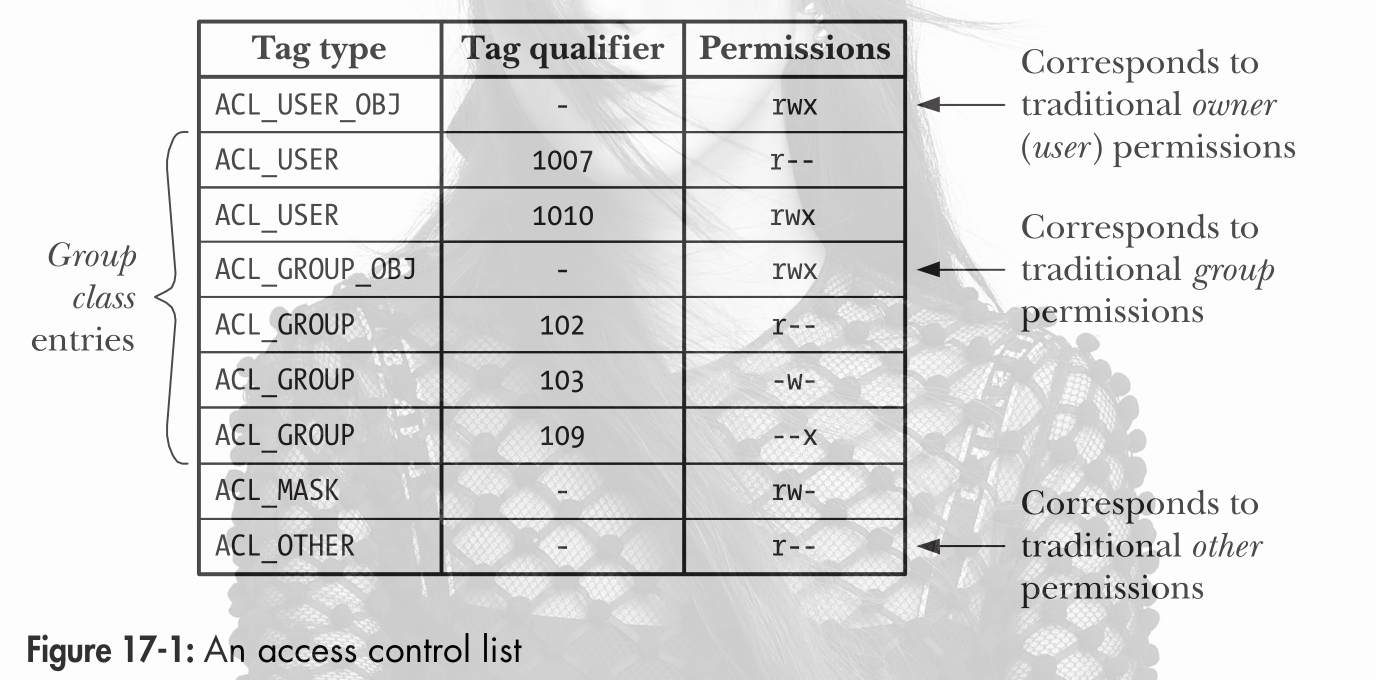 Tag type Tag qualifier Permissions
ACL_USER_OBJ - rwx
ACL_USER 1007 r--
ACL_USER 1010 rwx
ACL_GROUP_OBJ - rwx
ACL_GROUP 102 r--
ACL_GROUP 103 -w-
ACL_GROUP 109 --x
ACL_MASK - rw-
ACL_OTHER - r--
Group
class
entries
Corresponds to
traditional owner
(user) permissions
Corresponds to
traditional group
permissions
Corresponds to
traditional other
permissions
Figure 17-1: An access control list